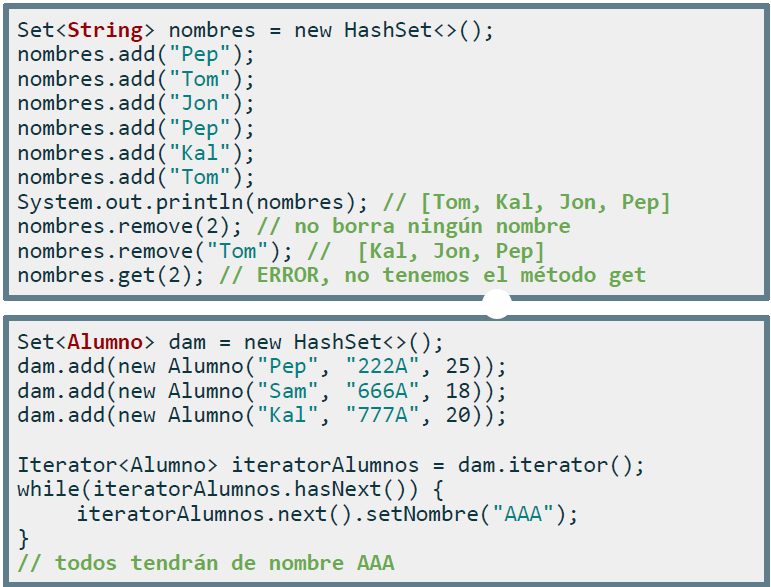 Set<String> nombres = new HashSet<>();
nombres.add("Pep");
nombres.add("Tom");
nombres.add("Jon");
nombres.add("Pep");
nombres.add("Kal");
nombres.add("Tom");
System.out.println(nombres); // [Tom, Kal, Jon, Pep]
nombres.remove(2); // no borra ningún nombre
nombres.remove("Tom"); //  [Kal, Jon, Pep]
nombres.get(2); // ERROR, no tenemos el método get
Set<Alumno> dam = new HashSet<>();
dam.add(new Alumno("Pep", "222A", 25));
dam.add(new Alumno("Sam", "666A", 18));
dam.add(new Alumno("Kal", "777A", 20));
Iterator<Alumno> iteratorAlumnos = dam.iterator();
while(iteratorAlumnos.hasNext()) {
     iteratorAlumnos.next().setNombre("AAA");
}
// todos tendrán de nombre AAA